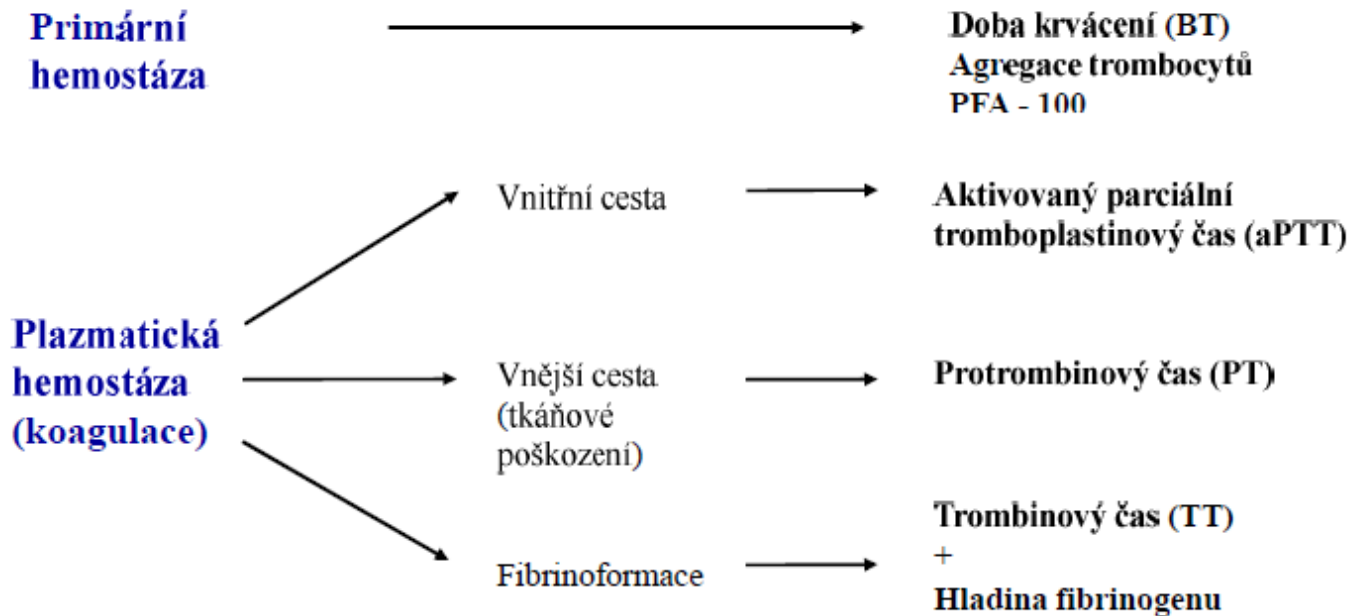 Primární
hemostáza
Doba krvácení (BT)
Agregace trombocytů
PFA - 100
Vnitřní cesta
Aktivovaný parciální
tromboplastinový čas (aPTT)
Plazmatická
hemostáza
(koagulace)
Vnější cesta
(tkáňové
poškození)
Protrombinový čas (PT)
Fibrinoformace
Trombinový čas (TT)
+
Hladina fibrinogenu